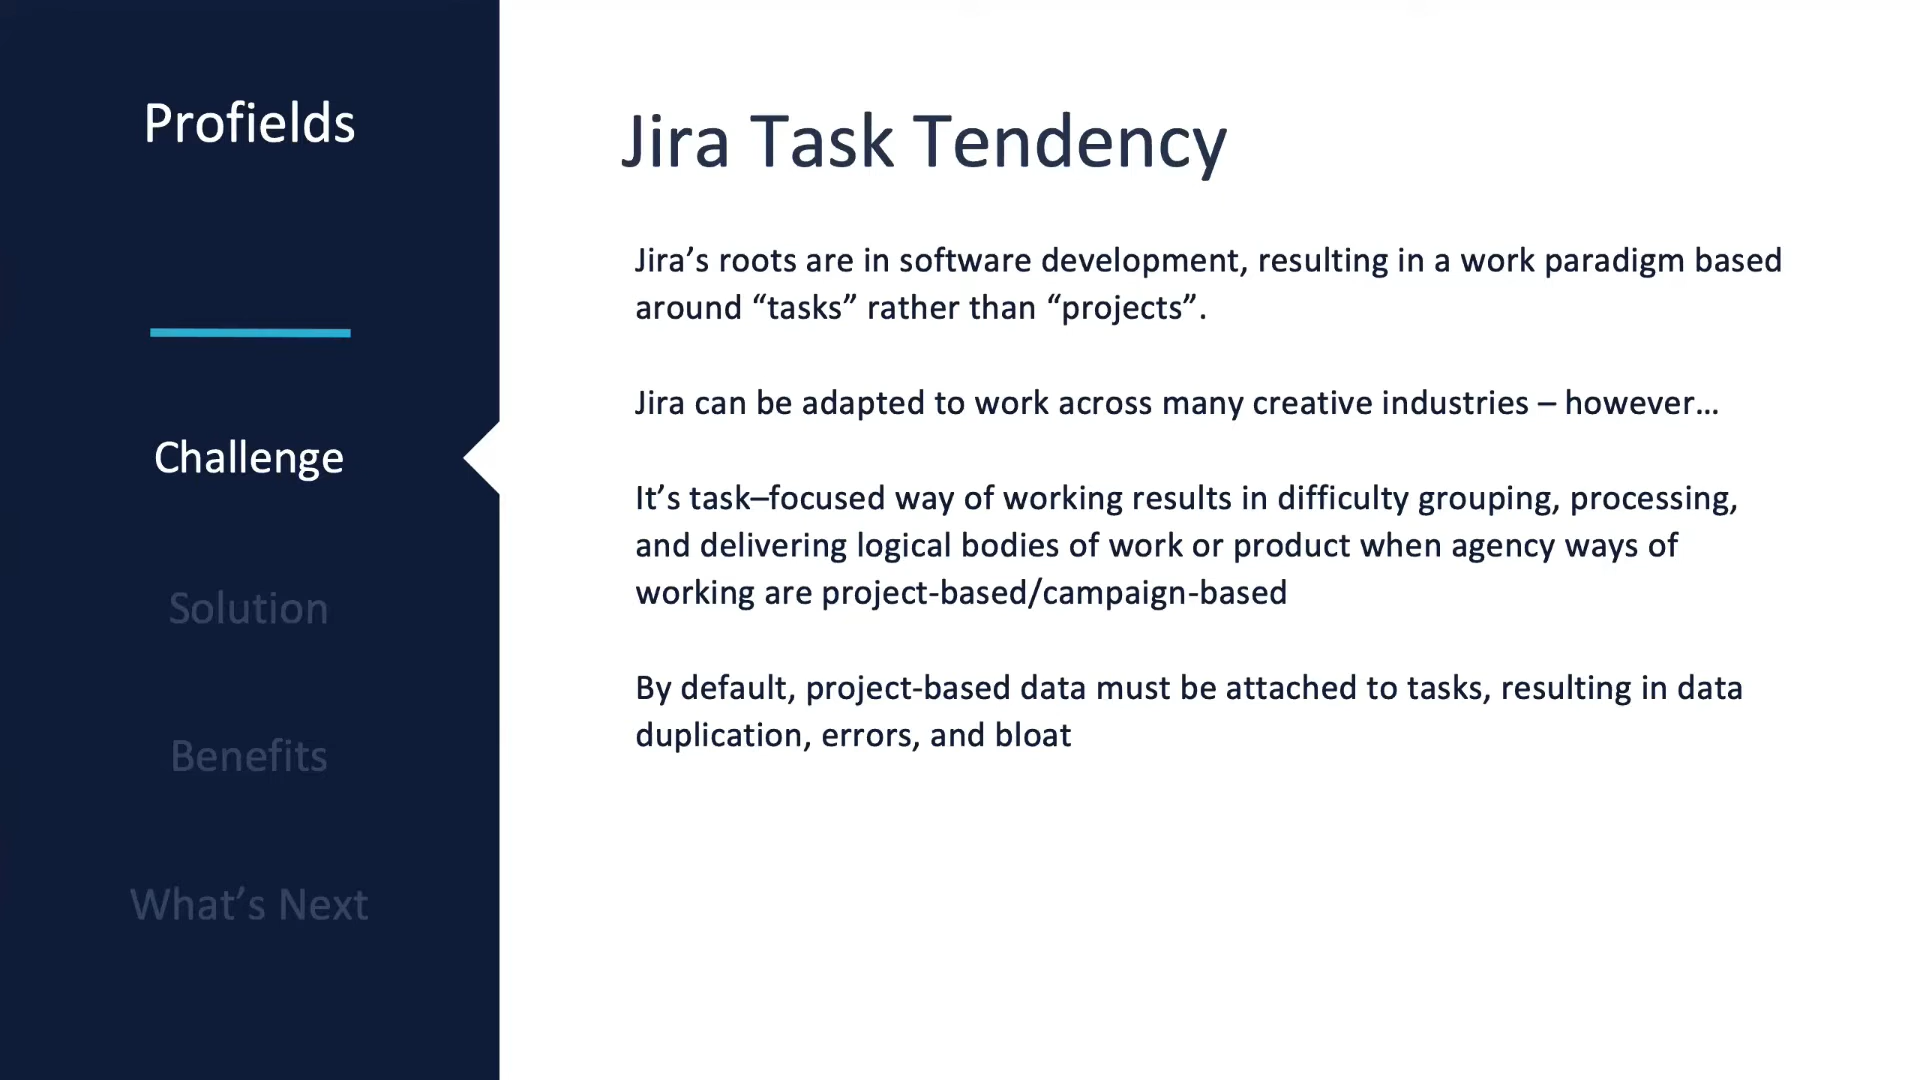 Profields
Challenge
Solution
Benefits
What’s Next
Jira Task Tendency
Jira’s roots are in software development, resulting in a work paradigm based
around “tasks” rather than “projects”.
Jira can be adapted to work across many creative industries – however…
It’s task–focused way of working results in difficulty grouping, processing,
and delivering logical bodies of work or product when agency ways of
working are project-based/campaign-based
By default, project-based data must be attached to tasks, resulting in data
duplication, errors, and bloat